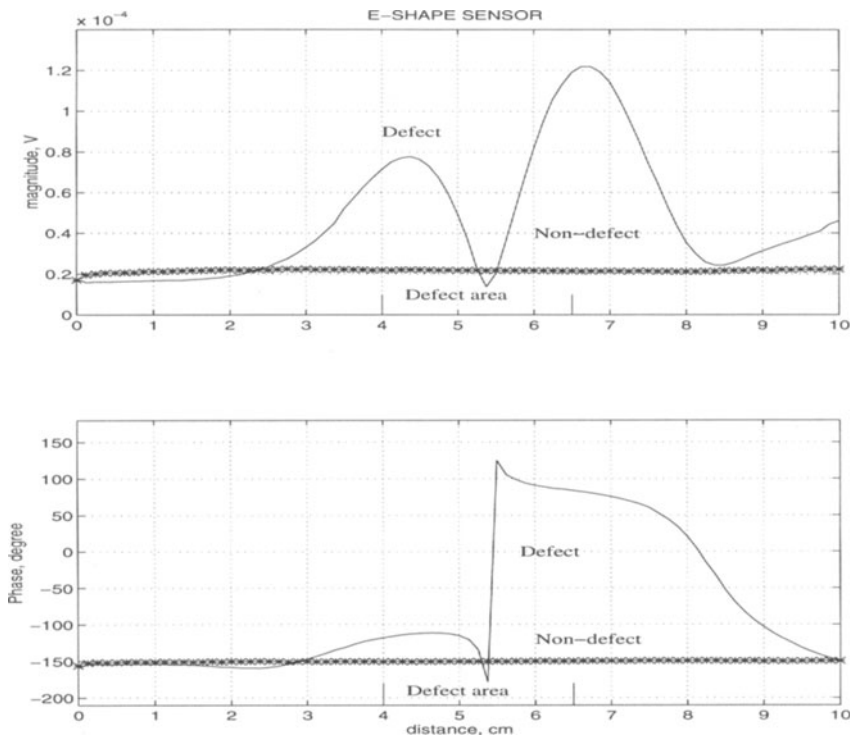 × 10⁻⁴
E−SHAPE SENSOR
1.2
1
0.8
0.6
0.4
0.2
0
magnitude, V
Defect
Non−defect
Defect area
0 1 2 3 4 5 6 7 8 9 10
150
100
50
0
−50
−100
−150
−200
Phase, degree
Defect
Non−defect
Defect area
0 1 2 3 4 5 6 7 8 9 10
distance, cm